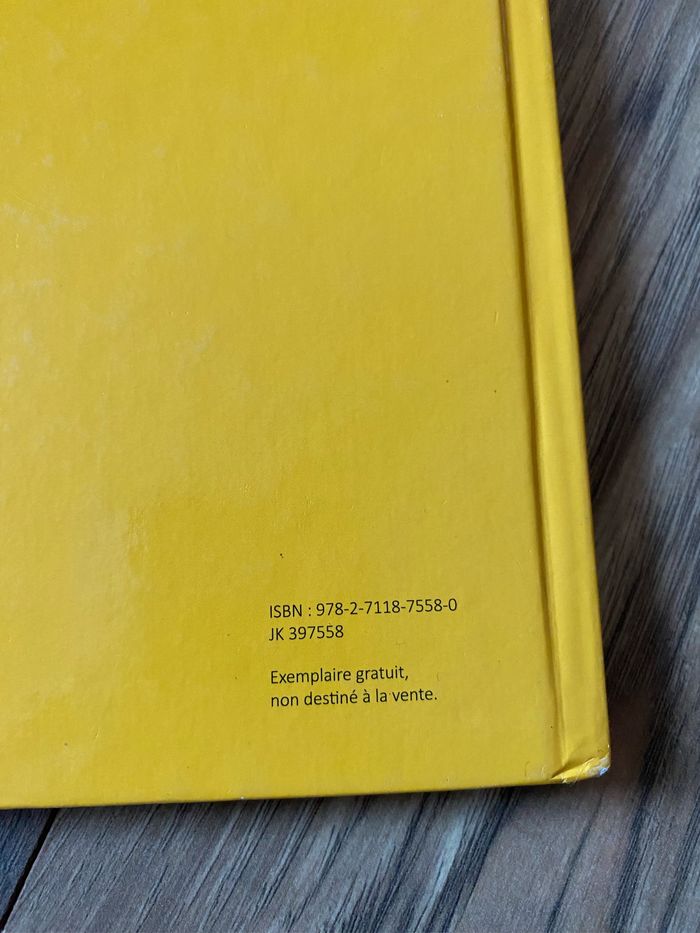 ISBN : 978-2-7118-7558-0
JK 397558
Exemplaire gratuit,
non destiné à la vente.